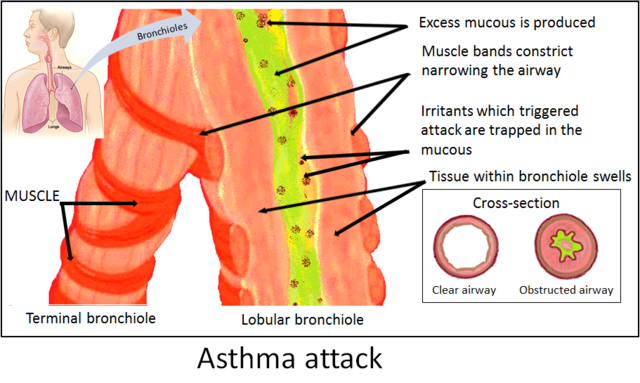 Bronchioles
Airways
Lungs
Excess mucous is produced
Muscle bands constrict
narrowing the airway
Irritants which triggered
attack are trapped in the
mucous
Tissue within bronchiole swells
MUSCLE
Cross-section
Clear airway
Obstructed airway
Terminal bronchiole
Lobular bronchiole
Asthma attack